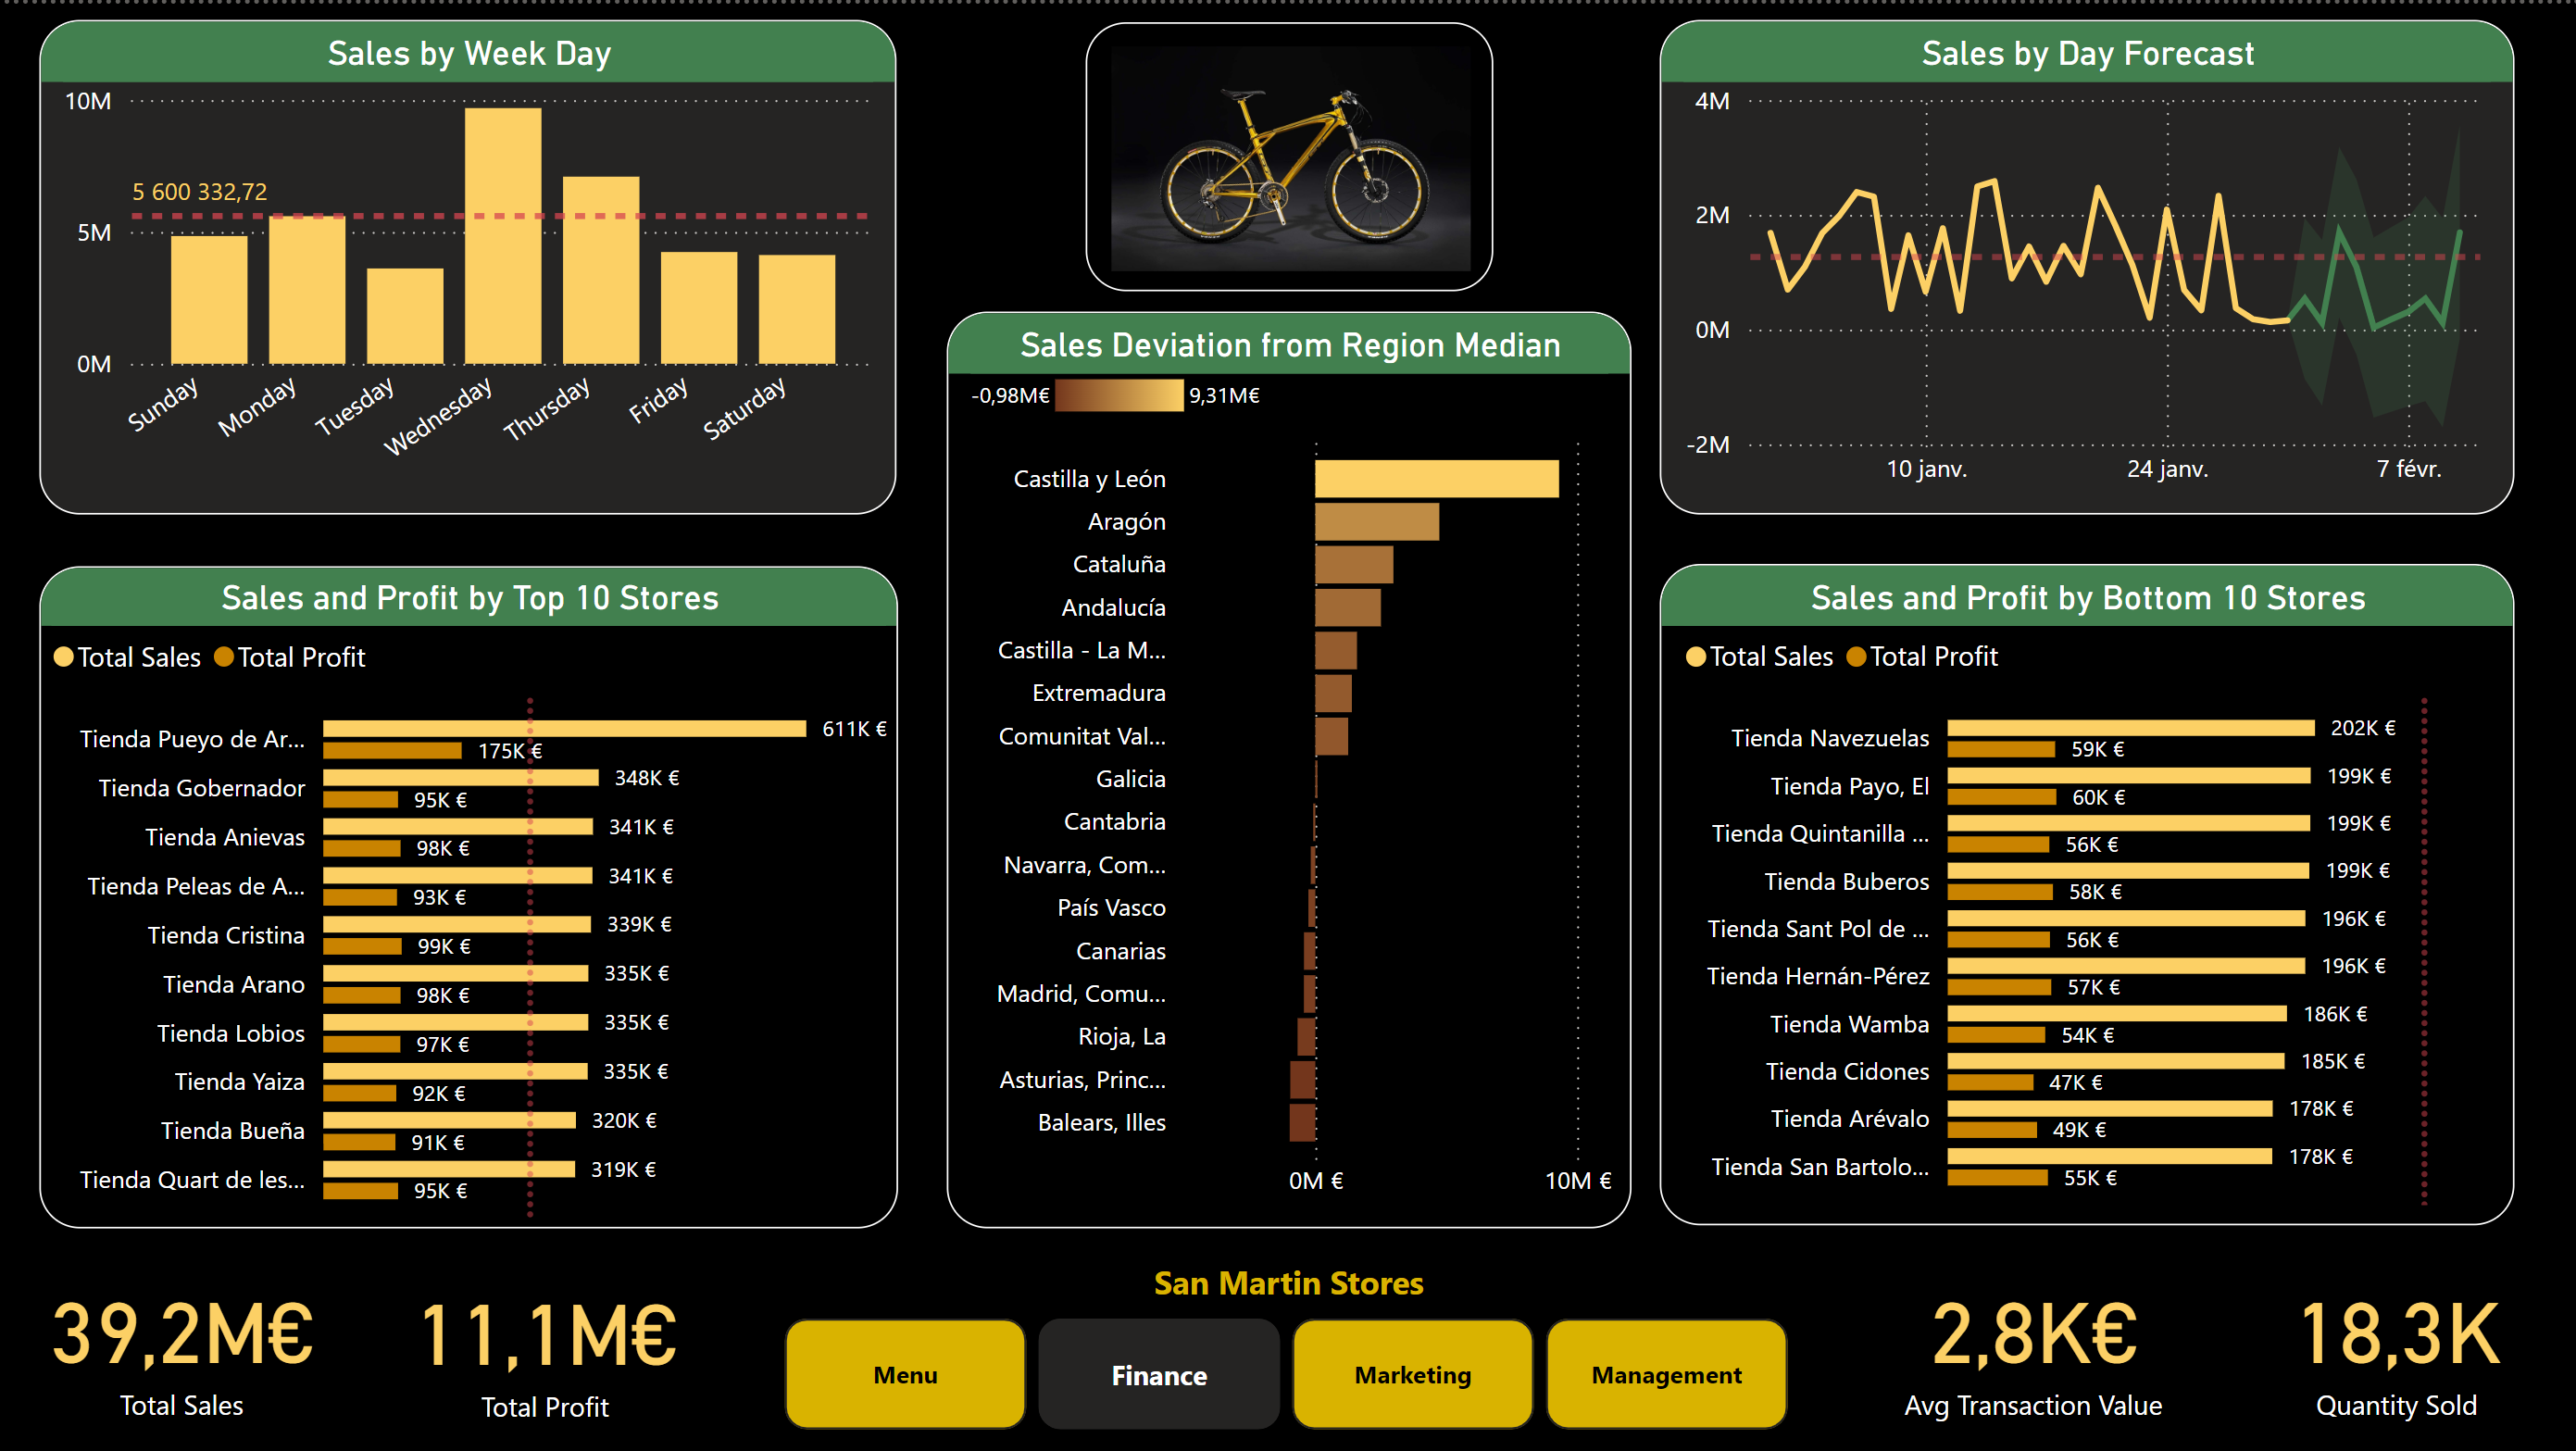 Sales by Week Day
10M
5 600 332,72
5M
0M
Sunday
Monday
Tuesday
Wednesday
Thursday
Friday
Saturday
Sales by Day Forecast
4M
2M
0M
-2M
10 janv.
24 janv.
7 févr.
Sales Deviation from Region Median
-0,98M€ 9,31M€
Castilla y León
Aragón
Cataluña
Andalucía
Castilla - La M...
Extremadura
Comunitat Val...
Galicia
Cantabria
Navarra, Com...
País Vasco
Canarias
Madrid, Comu...
Rioja, La
Asturias, Princ...
Balears, Illes
0M € 10M €
Sales and Profit by Top 10 Stores
Total Sales Total Profit
Tienda Pueyo de Ar... 611K €
175K €
Tienda Gobernador 348K €
95K €
Tienda Anievas 341K €
98K €
Tienda Peleas de A... 341K €
93K €
Tienda Cristina 339K €
99K €
Tienda Arano 335K €
98K €
Tienda Lobios 335K €
97K €
Tienda Yaiza 335K €
92K €
Tienda Bueña 320K €
91K €
Tienda Quart de les... 319K €
95K €
Sales and Profit by Bottom 10 Stores
Total Sales Total Profit
Tienda Navezuelas 202K €
59K €
Tienda Payo, El 199K €
60K €
Tienda Quintanilla ... 199K €
56K €
Tienda Buberos 199K €
58K €
Tienda Sant Pol de ... 196K €
56K €
Tienda Hernán-Pérez 196K €
57K €
Tienda Wamba 186K €
54K €
Tienda Cidones 185K €
47K €
Tienda Arévalo 178K €
49K €
Tienda San Bartolo... 178K €
55K €
39,2M€
Total Sales
11,1M€
Total Profit
San Martin Stores
Menu
Finance
Marketing
Management
2,8K€
Avg Transaction Value
18,3K
Quantity Sold